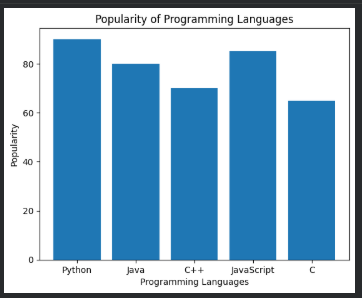 Popularity of Programming Languages
80
60
40
20
0
Popularity
Python Java C++ JavaScript C
Programming Languages